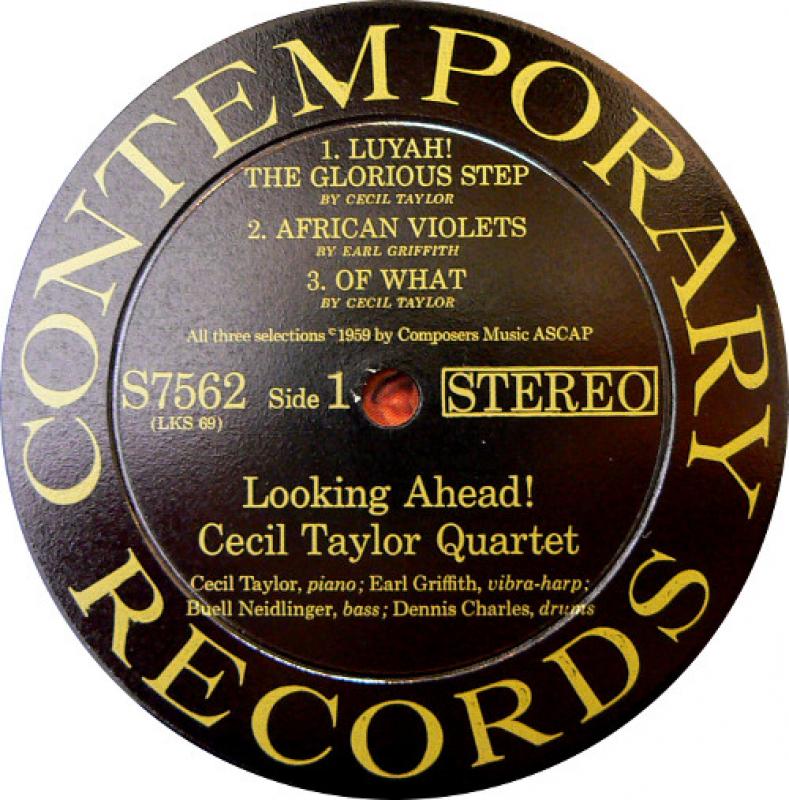 CONTEMPORARY
1. LUYAH!
THE GLORIOUS STEP
BY CECIL TAYLOR
2. AFRICAN VIOLETS
BY EARL GRIFFITH
3. OF WHAT
BY CECIL TAYLOR
All three selections ©1959 by Composers Music ASCAP
S7562 Side 1 STEREO
(LKS 69)
Looking Ahead!
Cecil Taylor Quartet
Cecil Taylor, piano; Earl Griffith, vibra-harp;
Buell Neidlinger, bass; Dennis Charles, drums
RECORDS